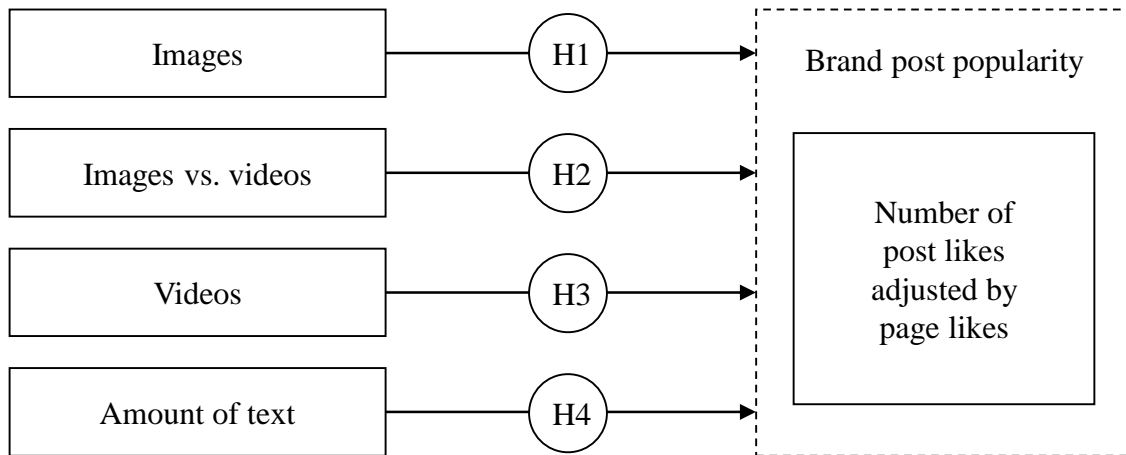 Images
H1
Images vs. videos
H2
Videos
H3
Amount of text
H4
Brand post popularity
Number of
post likes
adjusted by
page likes